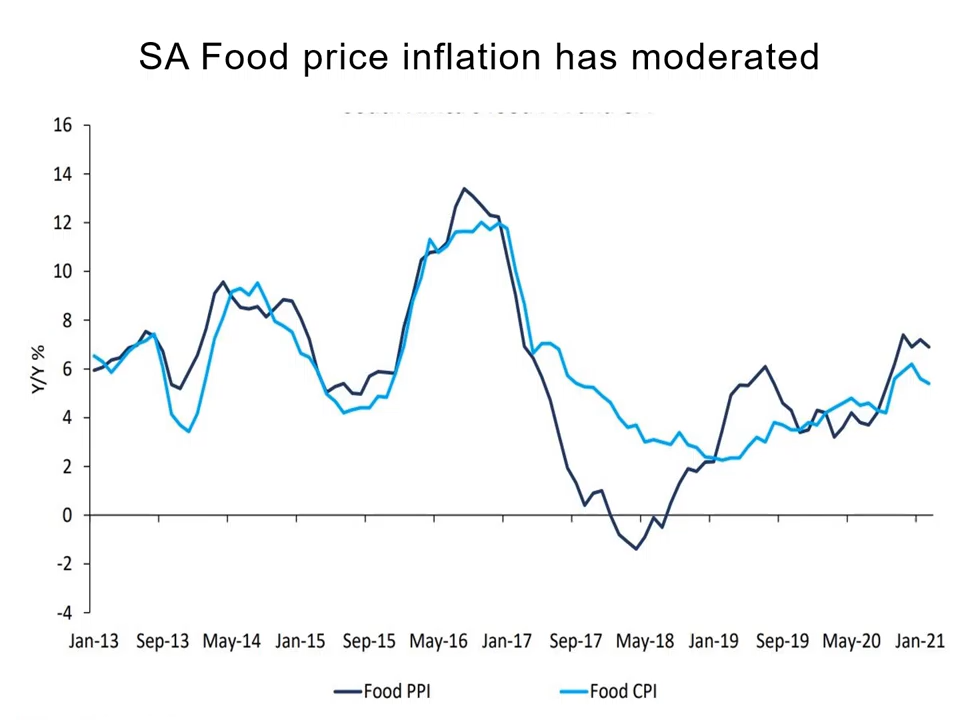 SA Food price inflation has moderated
16
14
12
10
8
6
4
2
0
-2
-4
Y/Y %
Jan-13 Sep-13 May-14 Jan-15 Sep-15 May-16 Jan-17 Sep-17 May-18 Jan-19 Sep-19 May-20 Jan-21
Food PPI Food CPI